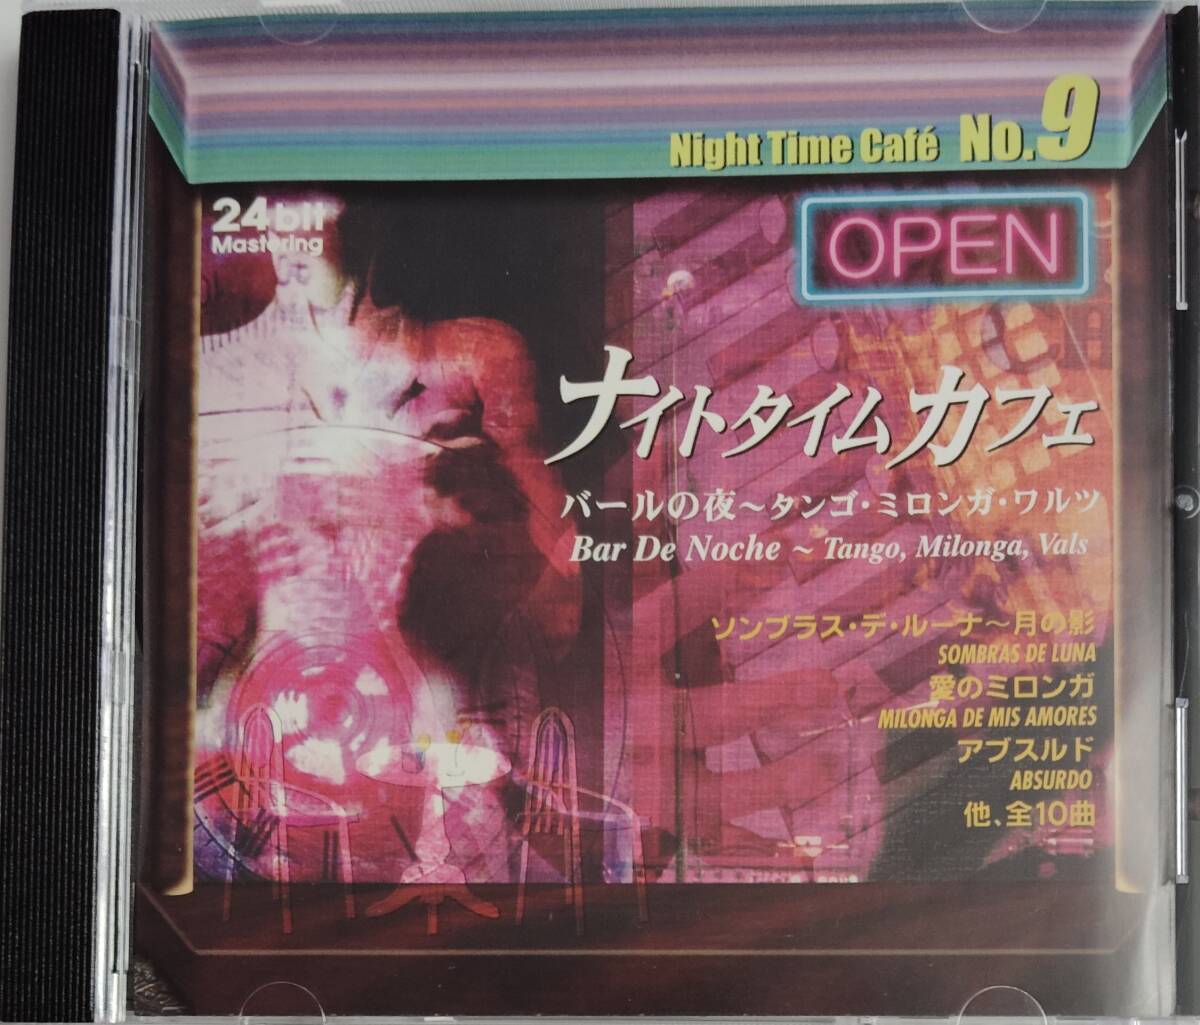 Night Time Café No.9
24bit
Mastering
OPEN
ナイトタイムカフェ
バールの夜～タンゴ・ミロンガ・ワルツ
Bar De Noche ~ Tango, Milonga, Vals
ソンブラス・デ・ルーナ～月の影
SOMBRAS DE LUNA
愛のミロンガ
MILONGA DE MIS AMORES
アブスルド
ABSURDO
他、全10曲